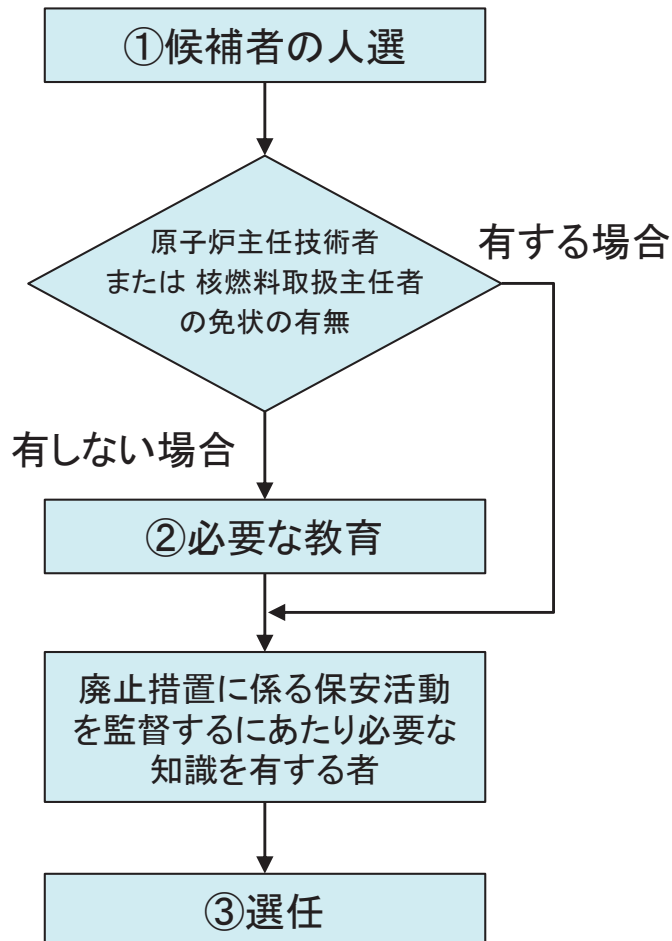 ①候補者の人選
原子炉主任技術者
または 核燃料取扱主任者
の免状の有無
有する場合
有しない場合
②必要な教育
廃止措置に係る保安活動
を監督するにあたり必要な
知識を有する者
③選任